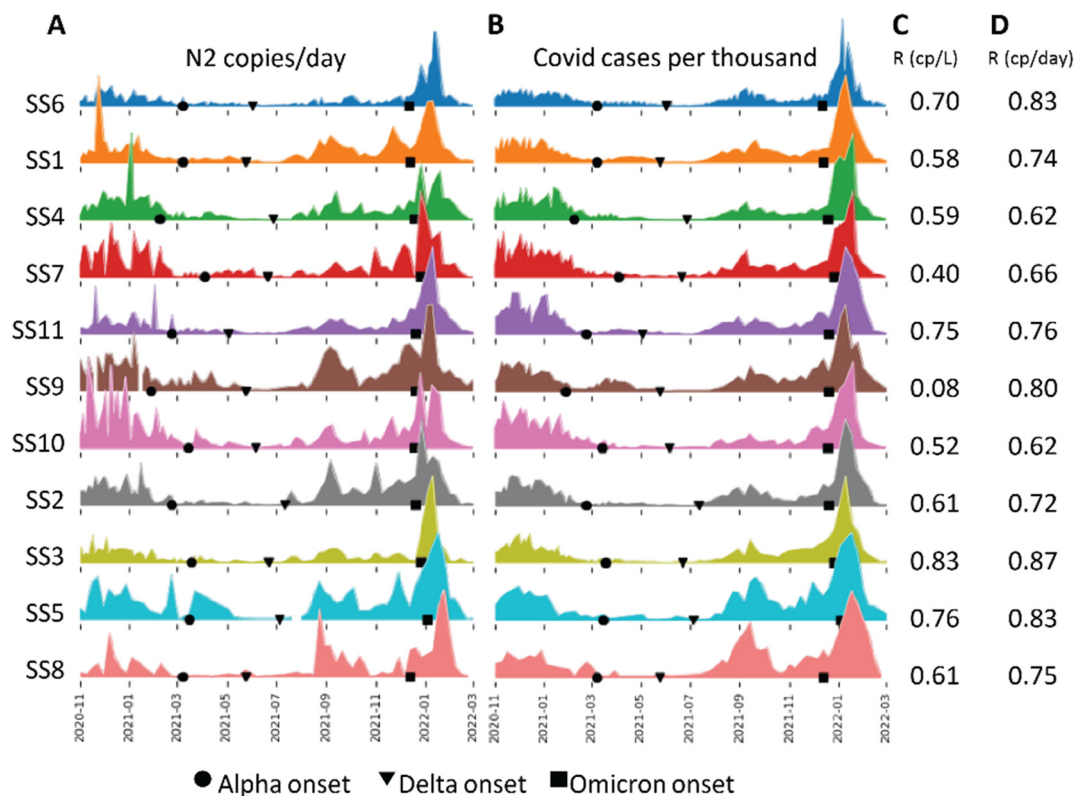 A B C D
N2 copies/day Covid cases per thousand R (cp/L) R (cp/day)
SS6 0.70 0.83
SS1 0.58 0.74
SS4 0.59 0.62
SS7 0.40 0.66
SS11 0.75 0.76
SS9 0.08 0.80
SS10 0.52 0.62
SS2 0.61 0.72
SS3 0.83 0.87
SS5 0.76 0.83
SS8 0.61 0.75
2020-11 2021-01 2021-03 2021-05 2021-07 2021-09 2021-11 2022-01 2022-03 2020-11 2021-01 2021-03 2021-05 2021-07 2021-09 2021-11 2022-01 2022-03
Alpha onset Delta onset Omicron onset